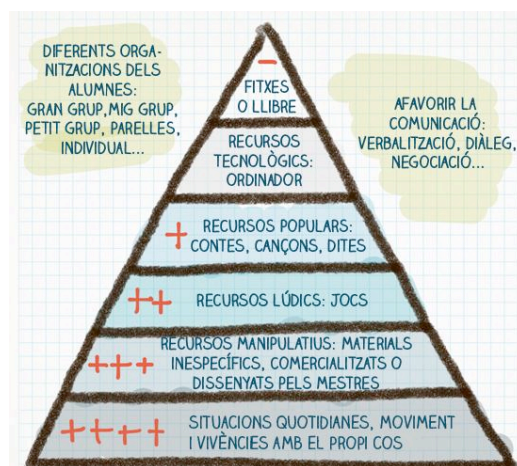 DIFERENTS ORGA-
NITZACIONS DELS
ALUMNES:
GRAN GRUP, MIG GRUP,
PETIT GRUP, PARELLES,
INDIVIDUAL...
AFAVORIR LA
COMUNICACIÓ:
VERBALITZACIÓ, DIÀLEG,
NEGOCIACIÓ...
−
FITXES
O LLIBRE
RECURSOS
TECNOLÒGICS:
ORDINADOR
+ RECURSOS POPULARS:
CONTES, CANÇONS, DITES
++ RECURSOS LÚDICS: JOCS
RECURSOS MANIPULATIUS: MATERIALS
+++ INESPECÍFICS, COMERCIALITZATS O
DISSENYATS PELS MESTRES
++++ SITUACIONS QUOTIDIANES, MOVIMENT
I VIVÈNCIES AMB EL PROPI COS